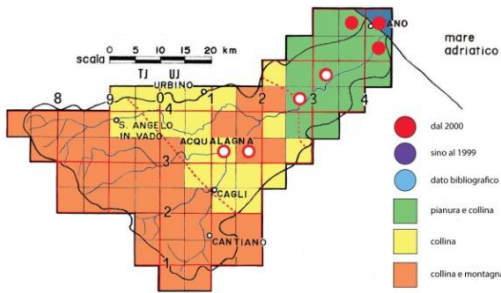 ANO
mare
adriatico
scala 0 5 10 15 20 km
TJ UJ
URBINO
8 9 0 1 2 3 4
4
S. ANGELO
IN VADO
ACQUALAGNA
3
3
CAGLI
2
CANTIANO
1
dal 2000
sino al 1999
dato bibliografico
pianura e collina
collina
collina e montagna